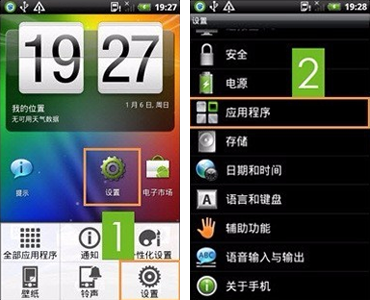 19:27
19 27
我的位置
无可用天气数据
1月6日, 周日
提示
设置
电子市场
1
全部应用程序
通知
个性化设置
壁纸
铃声
设置
19:28
设置
安全
2
电源
应用程序
存储
日期和时间
语言和键盘
A
辅助功能
ABC
语音输入与输出
关于手机